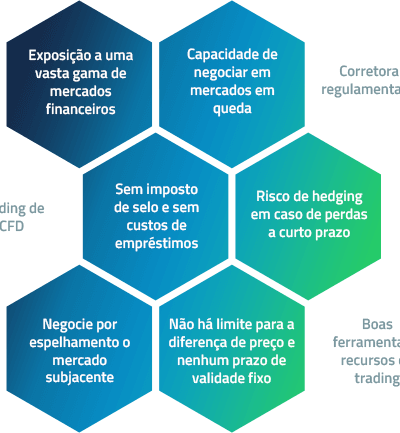 Exposição a uma
vasta gama de
mercados
financeiros
Capacidade de
negociar em
mercados em
queda
Corretora
regulamenta
ding de
CFD
Sem imposto
de selo e sem
custos de
empréstimos
Risco de hedging
em caso de perdas
a curto prazo
Negocie por
espelhamento o
mercado
subjacente
Não há limite para a
diferença de preço e
nenhum prazo de
validade fixo
Boas
ferramenta
recursos
trading